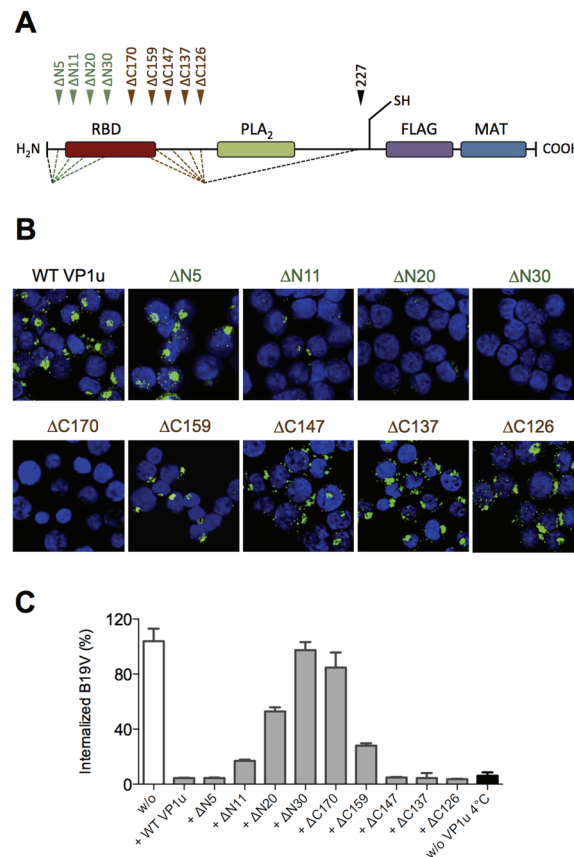 A
ΔN5
ΔN11
ΔN20
ΔN30
ΔC170
ΔC159
ΔC147
ΔC137
ΔC126
227
SH
RBD
PLA2
FLAG
MAT
H2N
COOH
B
WT VP1u
ΔN5
ΔN11
ΔN20
ΔN30
ΔC170
ΔC159
ΔC147
ΔC137
ΔC126
C
Internalized B19V (%)
120
80
40
0
w/o
+ WT VP1u
+ ΔN5
+ ΔN11
+ ΔN20
+ ΔN30
+ ΔC170
+ ΔC159
+ ΔC147
+ ΔC137
+ ΔC126
w/o VP1u 4°C